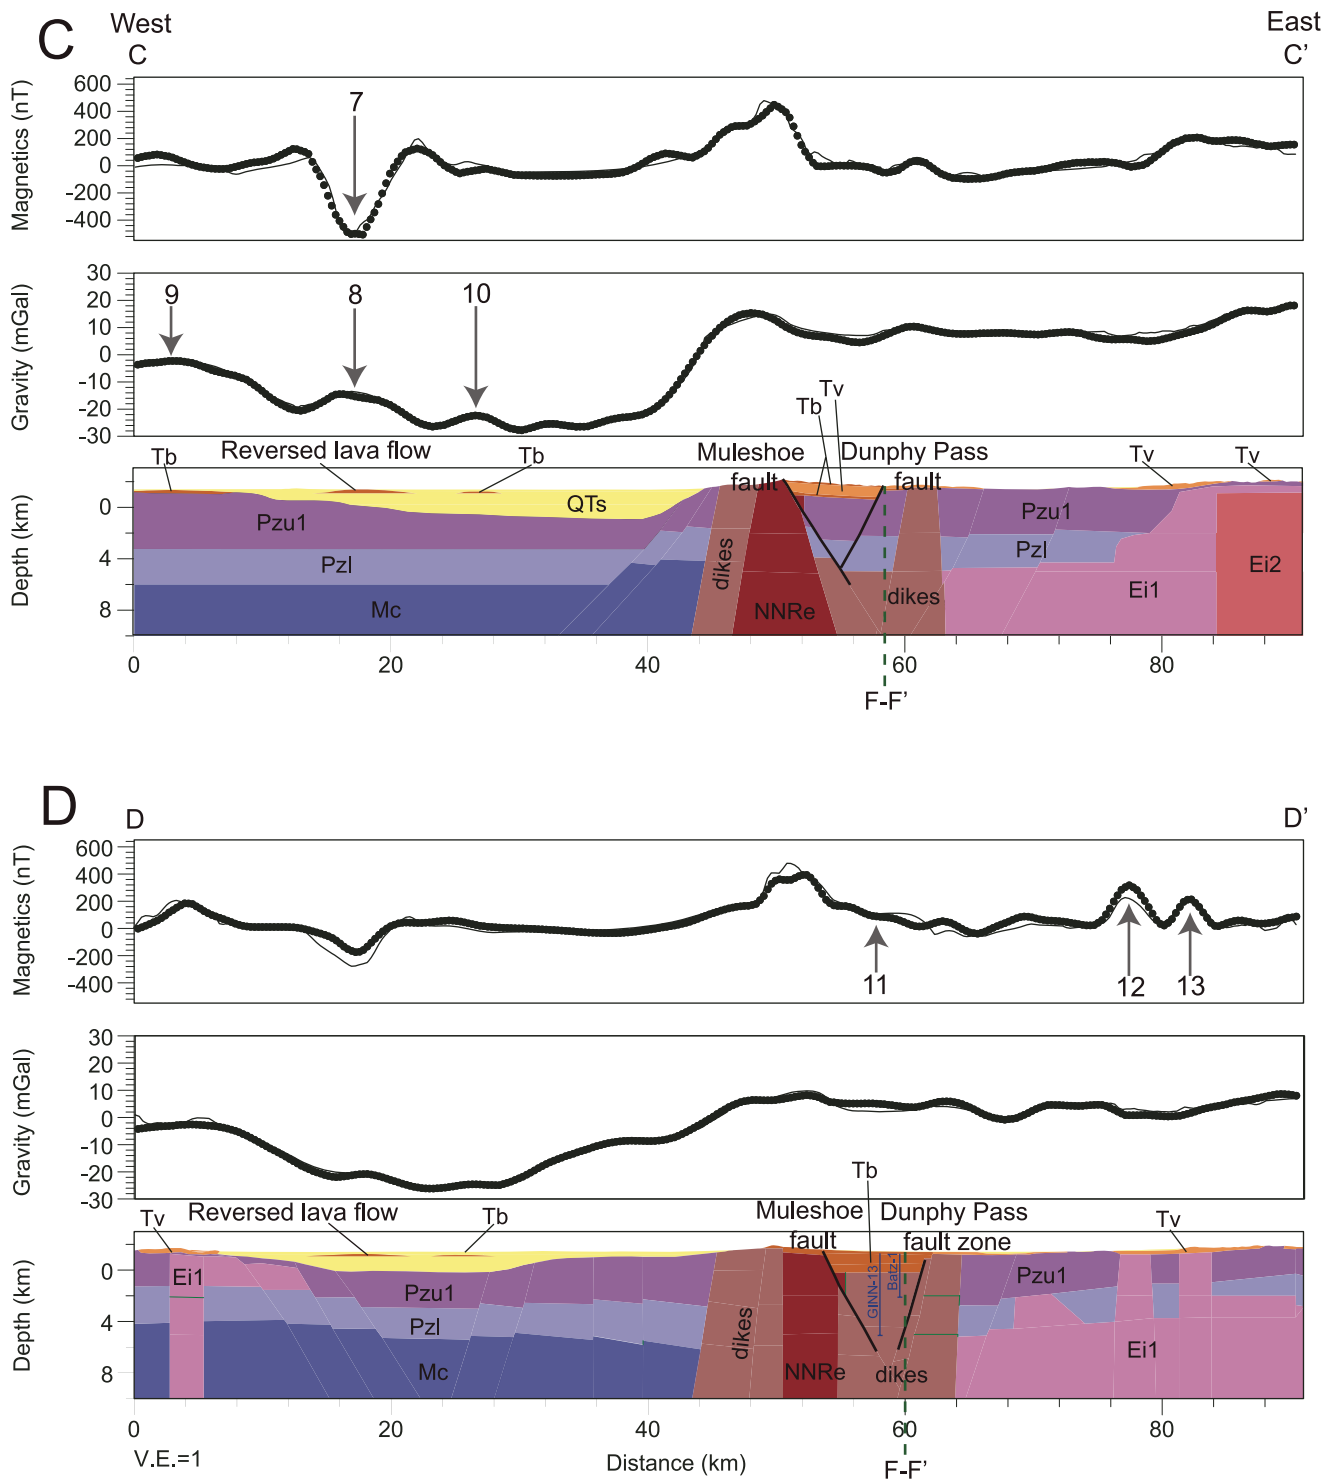 C
West
C
East
C'
Magnetics (nT)
600
400
200
0
-200
-400
7
Gravity (mGal)
30
20
10
0
-10
-20
-30
9
8
10
Tv
Tb
Tb
Reversed lava flow
Tb
Muleshoe fault
Dunphy Pass fault
Tv
Tv
Depth (km)
0
4
8
QTs
Pzu1
Pzl
Mc
dikes
NNRe
dikes
Pzu1
Pzl
Ei1
Ei2
0
40
60
80
F-F'
D
D
D'
Magnetics (nT)
600
400
200
0
-200
-400
11
12
13
Gravity (mGal)
30
20
10
0
-10
-20
-30
Tb
Tv
Reversed lava flow
Tb
Muleshoe fault
Dunphy Pass fault zone
Tv
Depth (km)
0
4
8
Ei1
Pzu1
Pzl
Mc
dikes
NNRe
GINN-13
Batz-1
dikes
Pzu1
Ei1
0
20
40
60
80
V.E.=1
Distance (km)
F-F'